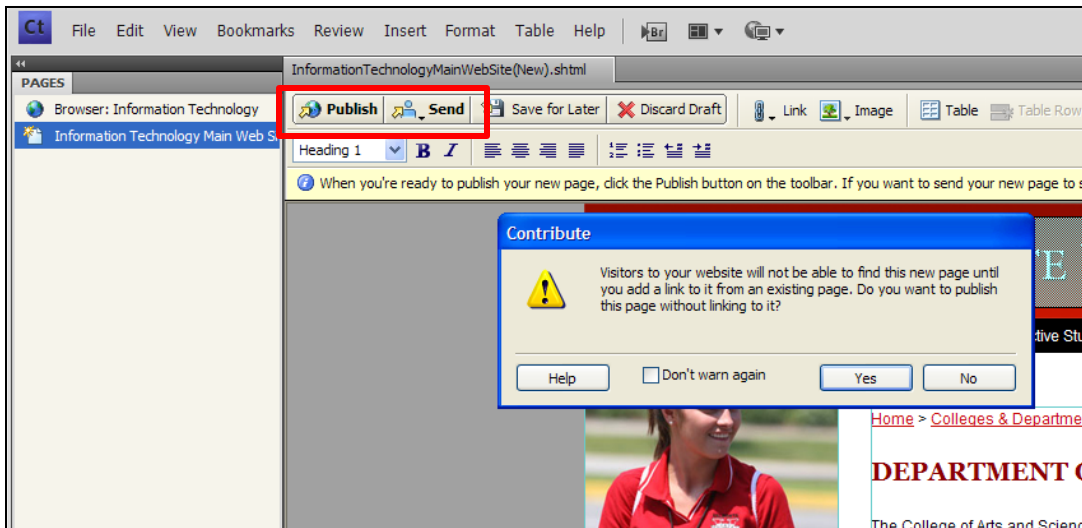 Ct File Edit View Bookmarks Review Insert Format Table Help Br
InformationTechnologyMainWebSite(New).shtml
PAGES
Browser: Information Technology
Information Technology Main Web
Publish Send Save for Later Discard Draft Link Image Table Table Row
Heading 1 B I
When you're ready to publish your new page, click the Publish button on the toolbar. If you want to send your new page to
Contribute
Visitors to your website will not be able to find this new page until
you add a link to it from an existing page. Do you want to publish
this page without linking to it?
Help Don't warn again Yes No
Home > Colleges & Departme
DEPARTMENT
The College of Arts and Scienc